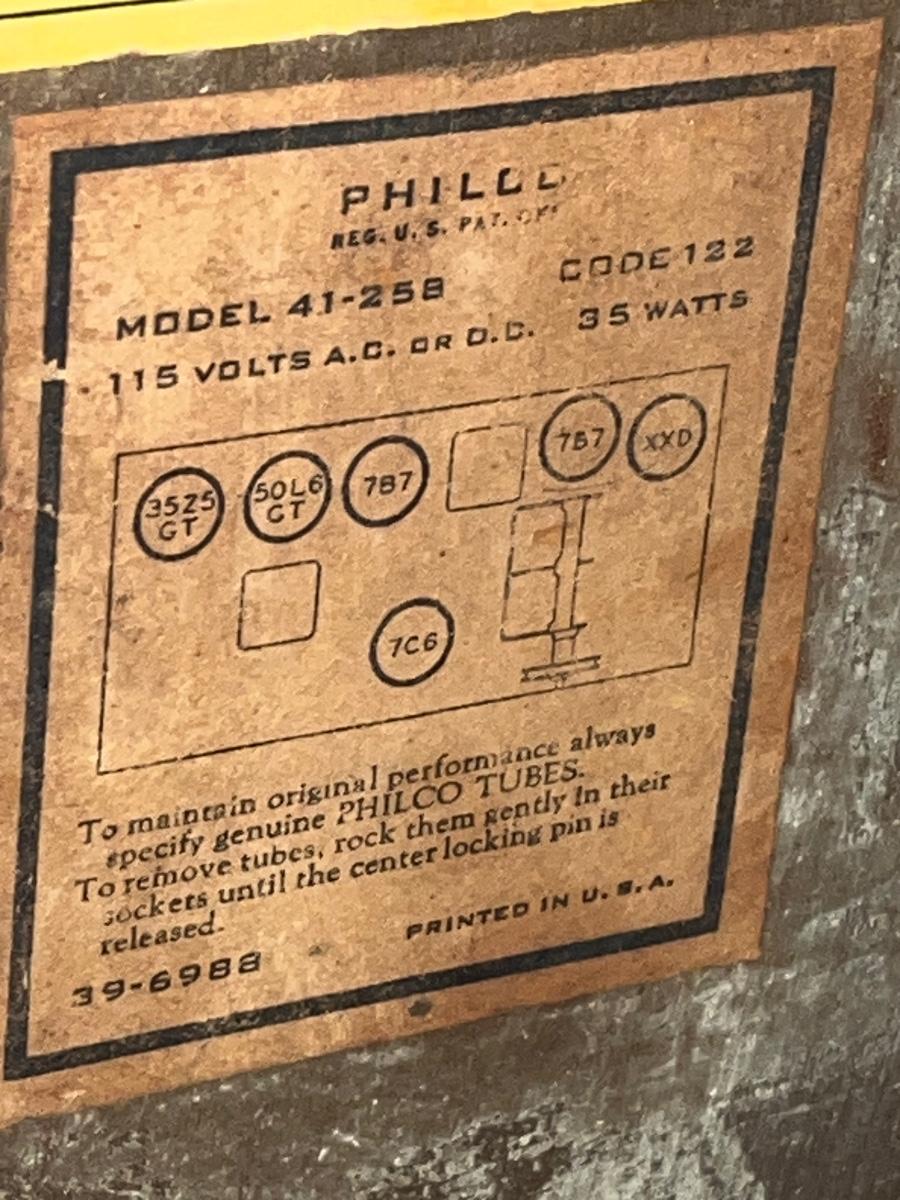 PHILCO
REG. U.S. PAT. OFF.
MODEL 41-258 CODE 122
115 VOLTS A.C. OR D.C. 35 WATTS
35Z5 GT 50L6 GT 7B7 7B7 XXD
7C6
To maintain original performance always
specify genuine PHILCO TUBES.
To remove tubes, rock them gently in their
sockets until the center locking pin is
released.
PRINTED IN U.S.A.
39-6988